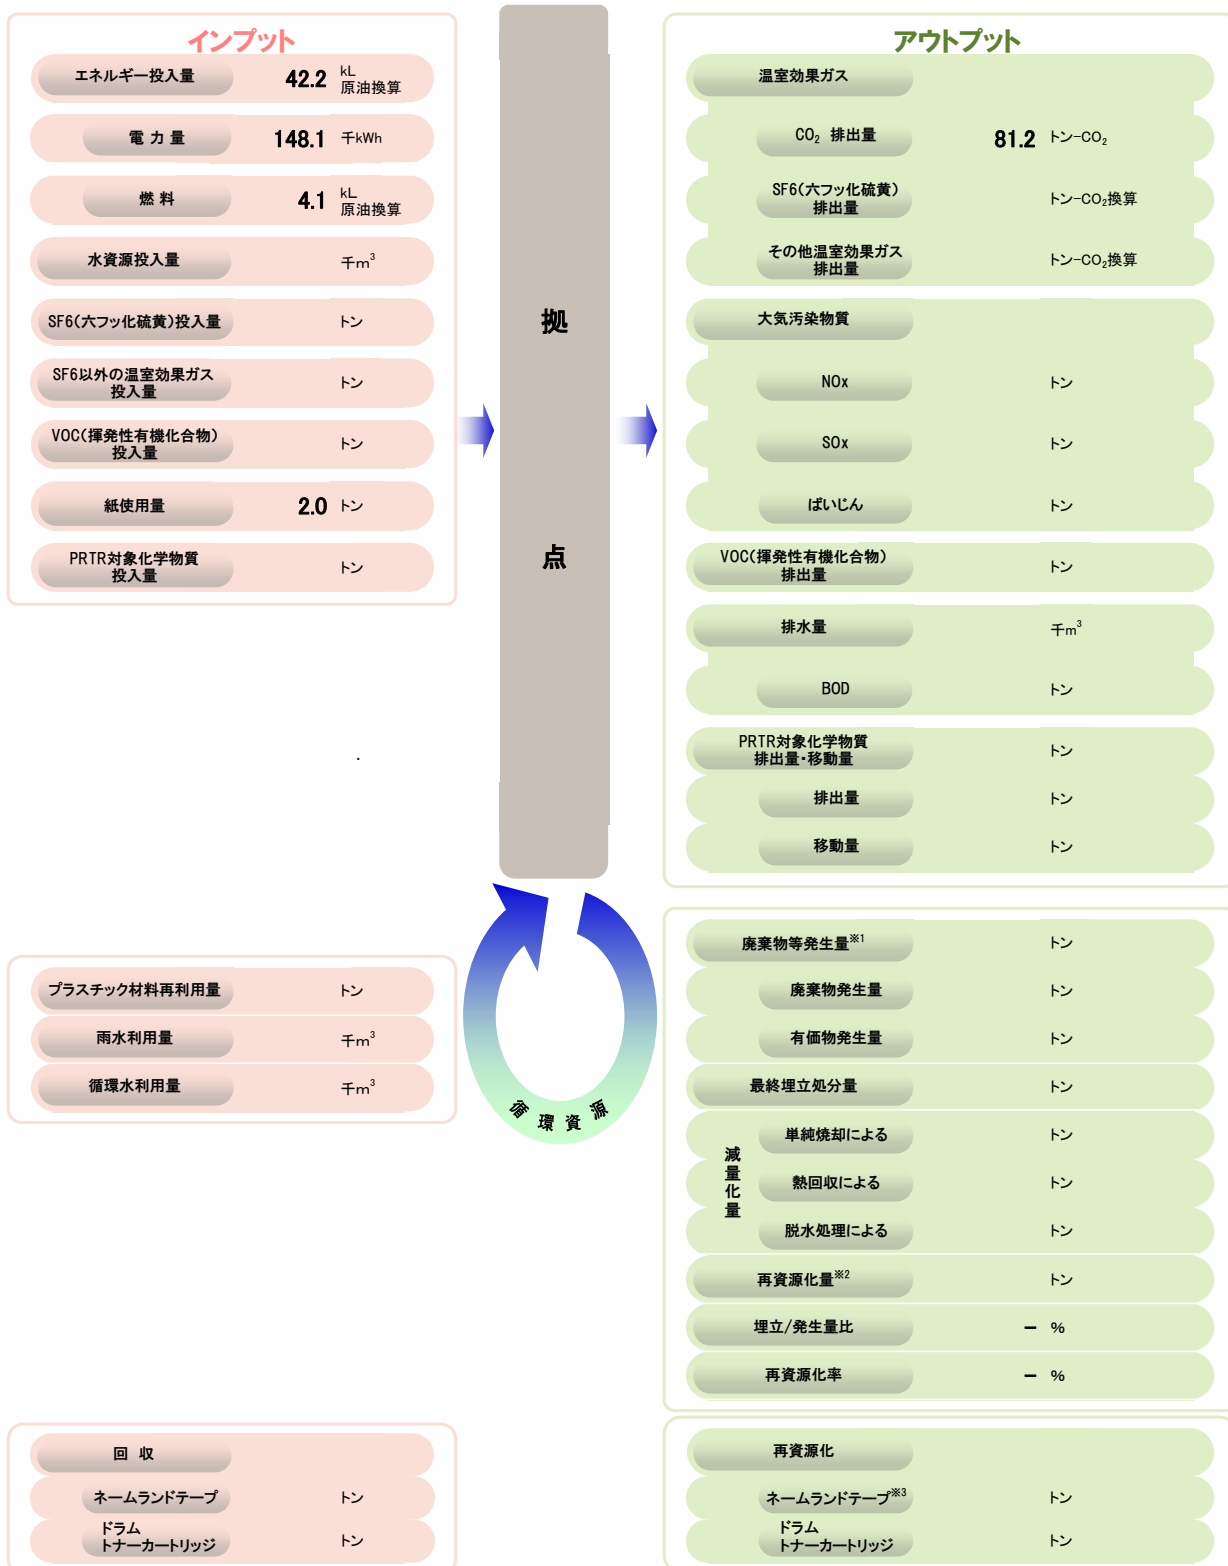 インプット
エネルギー投入量 42.2 kL
原油換算
電 力 量 148.1 千kWh
燃 料 4.1 kL
原油換算
水資源投入量 千m³
SF6(六フッ化硫黄)投入量 トン
SF6以外の温室効果ガス
投入量 トン
VOC(揮発性有機化合物)
投入量 トン
紙使用量 2.0 トン
PRTR対象化学物質
投入量 トン
拠
点
アウトプット
温室効果ガス
CO₂ 排出量 81.2 トン-CO₂
SF6(六フッ化硫黄)
排出量 トン-CO₂換算
その他温室効果ガス
排出量 トン-CO₂換算
大気汚染物質
NOx トン
SOx トン
ばいじん トン
VOC(揮発性有機化合物)
排出量 トン
排水量 千m³
BOD トン
PRTR対象化学物質
排出量・移動量 トン
排出量 トン
移動量 トン
プラスチック材料再利用量 トン
雨水利用量 千m³
循環水利用量 千m³
循環資源
廃棄物等発生量※1 トン
廃棄物発生量 トン
有価物発生量 トン
最終埋立処分量 トン
減量化量
単純焼却による トン
熱回収による トン
脱水処理による トン
再資源化量※2 トン
埋立/発生量比 － %
再資源化率 － %
回 収
ネームランドテープ トン
ドラム
トナーカートリッジ トン
再資源化
ネームランドテープ※3 トン
ドラム
トナーカートリッジ トン